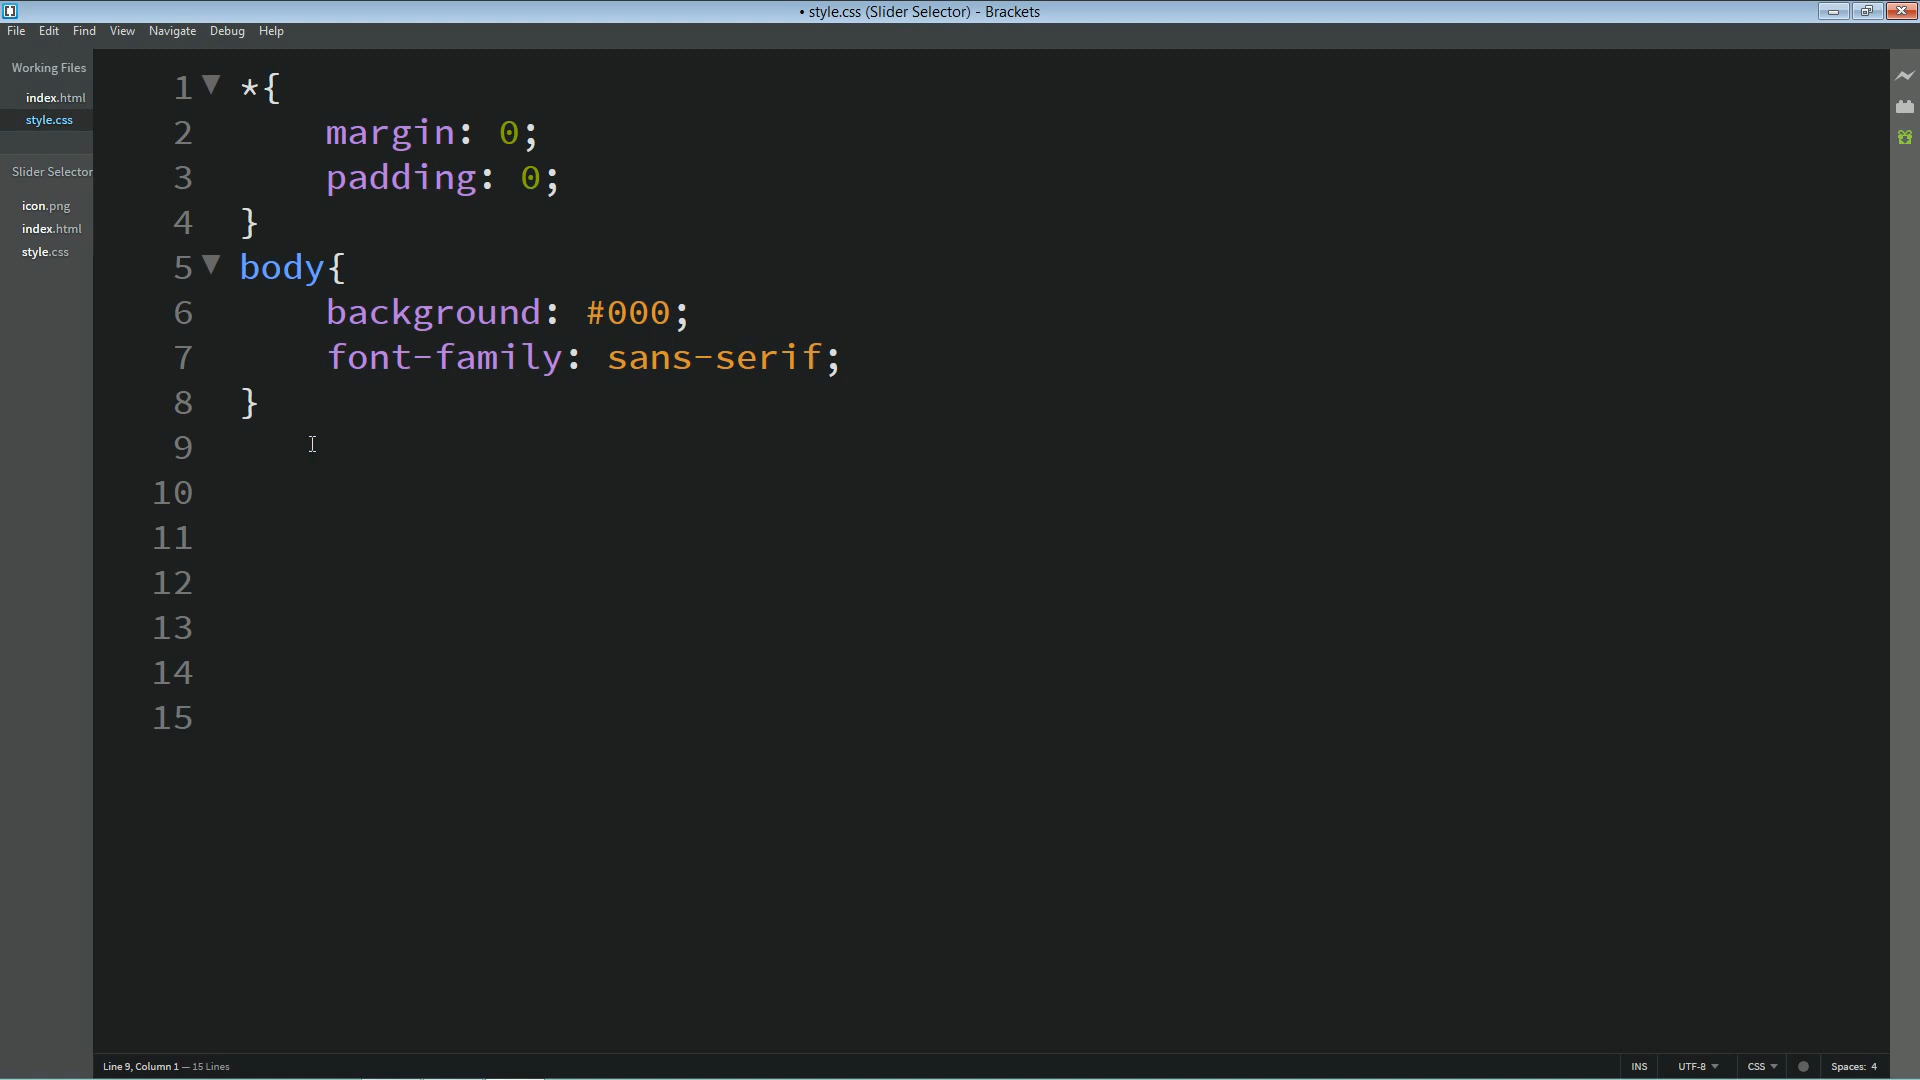 • style.css (Slider Selector) - Brackets
File Edit Find View Navigate Debug Help
Working Files
index.html
style.css
Slider Selector
icon.png
index.html
style.css
1 *{
2 margin: 0;
3 padding: 0;
4 }
5 body{
6 background: #000;
7 font-family: sans-serif;
8 }
9
10
11
12
13
14
15
Line 9, Column 1 — 15 Lines
INS UTF-8 CSS Spaces: 4